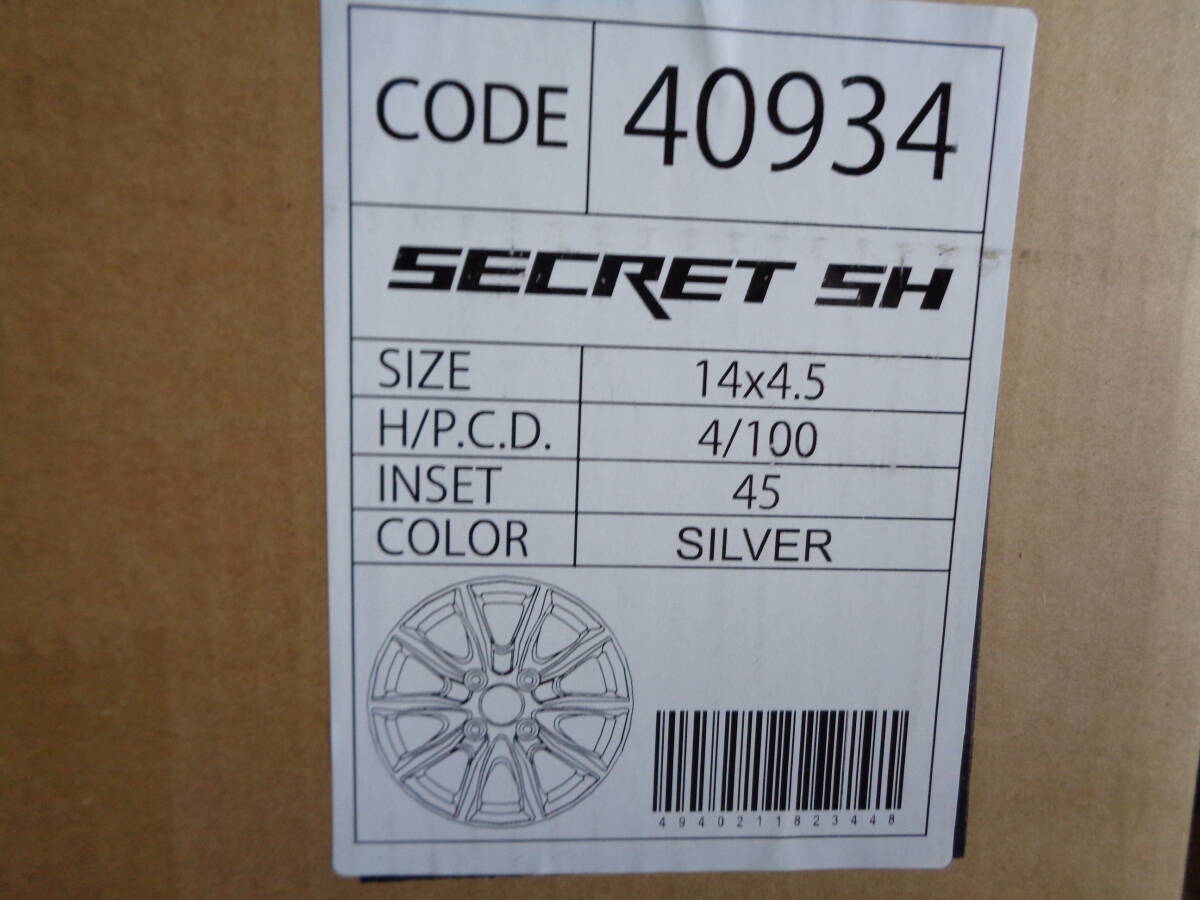 CODE 40934
SECRET SH
SIZE 14x4.5
H/P.C.D. 4/100
INSET 45
COLOR SILVER
4940211823448